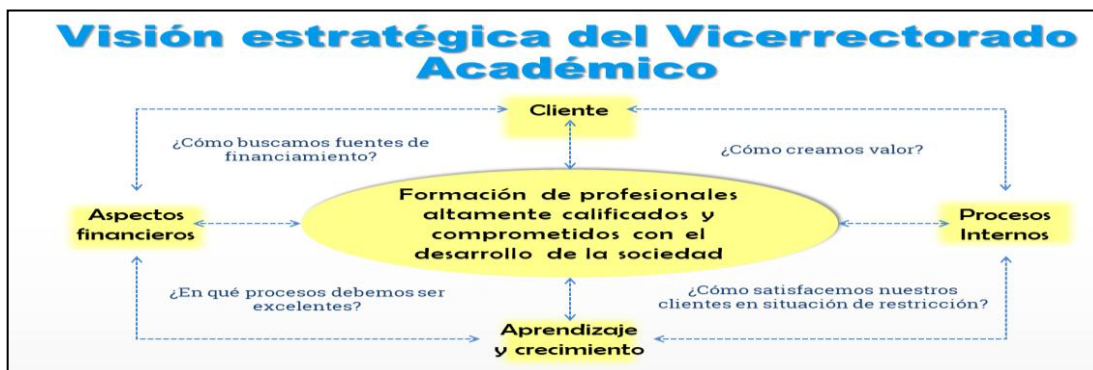 Visión estratégica del Vicerrectorado
Académico
Cliente
¿Cómo buscamos fuentes de
financiamiento?
¿Cómo creamos valor?
Formación de profesionales
altamente calificados y
comprometidos con el
desarrollo de la sociedad
Aspectos
financieros
Procesos
Internos
¿En qué procesos debemos ser
excelentes?
¿Cómo satisfacemos nuestros
clientes en situación de restricción?
Aprendizaje
y crecimiento